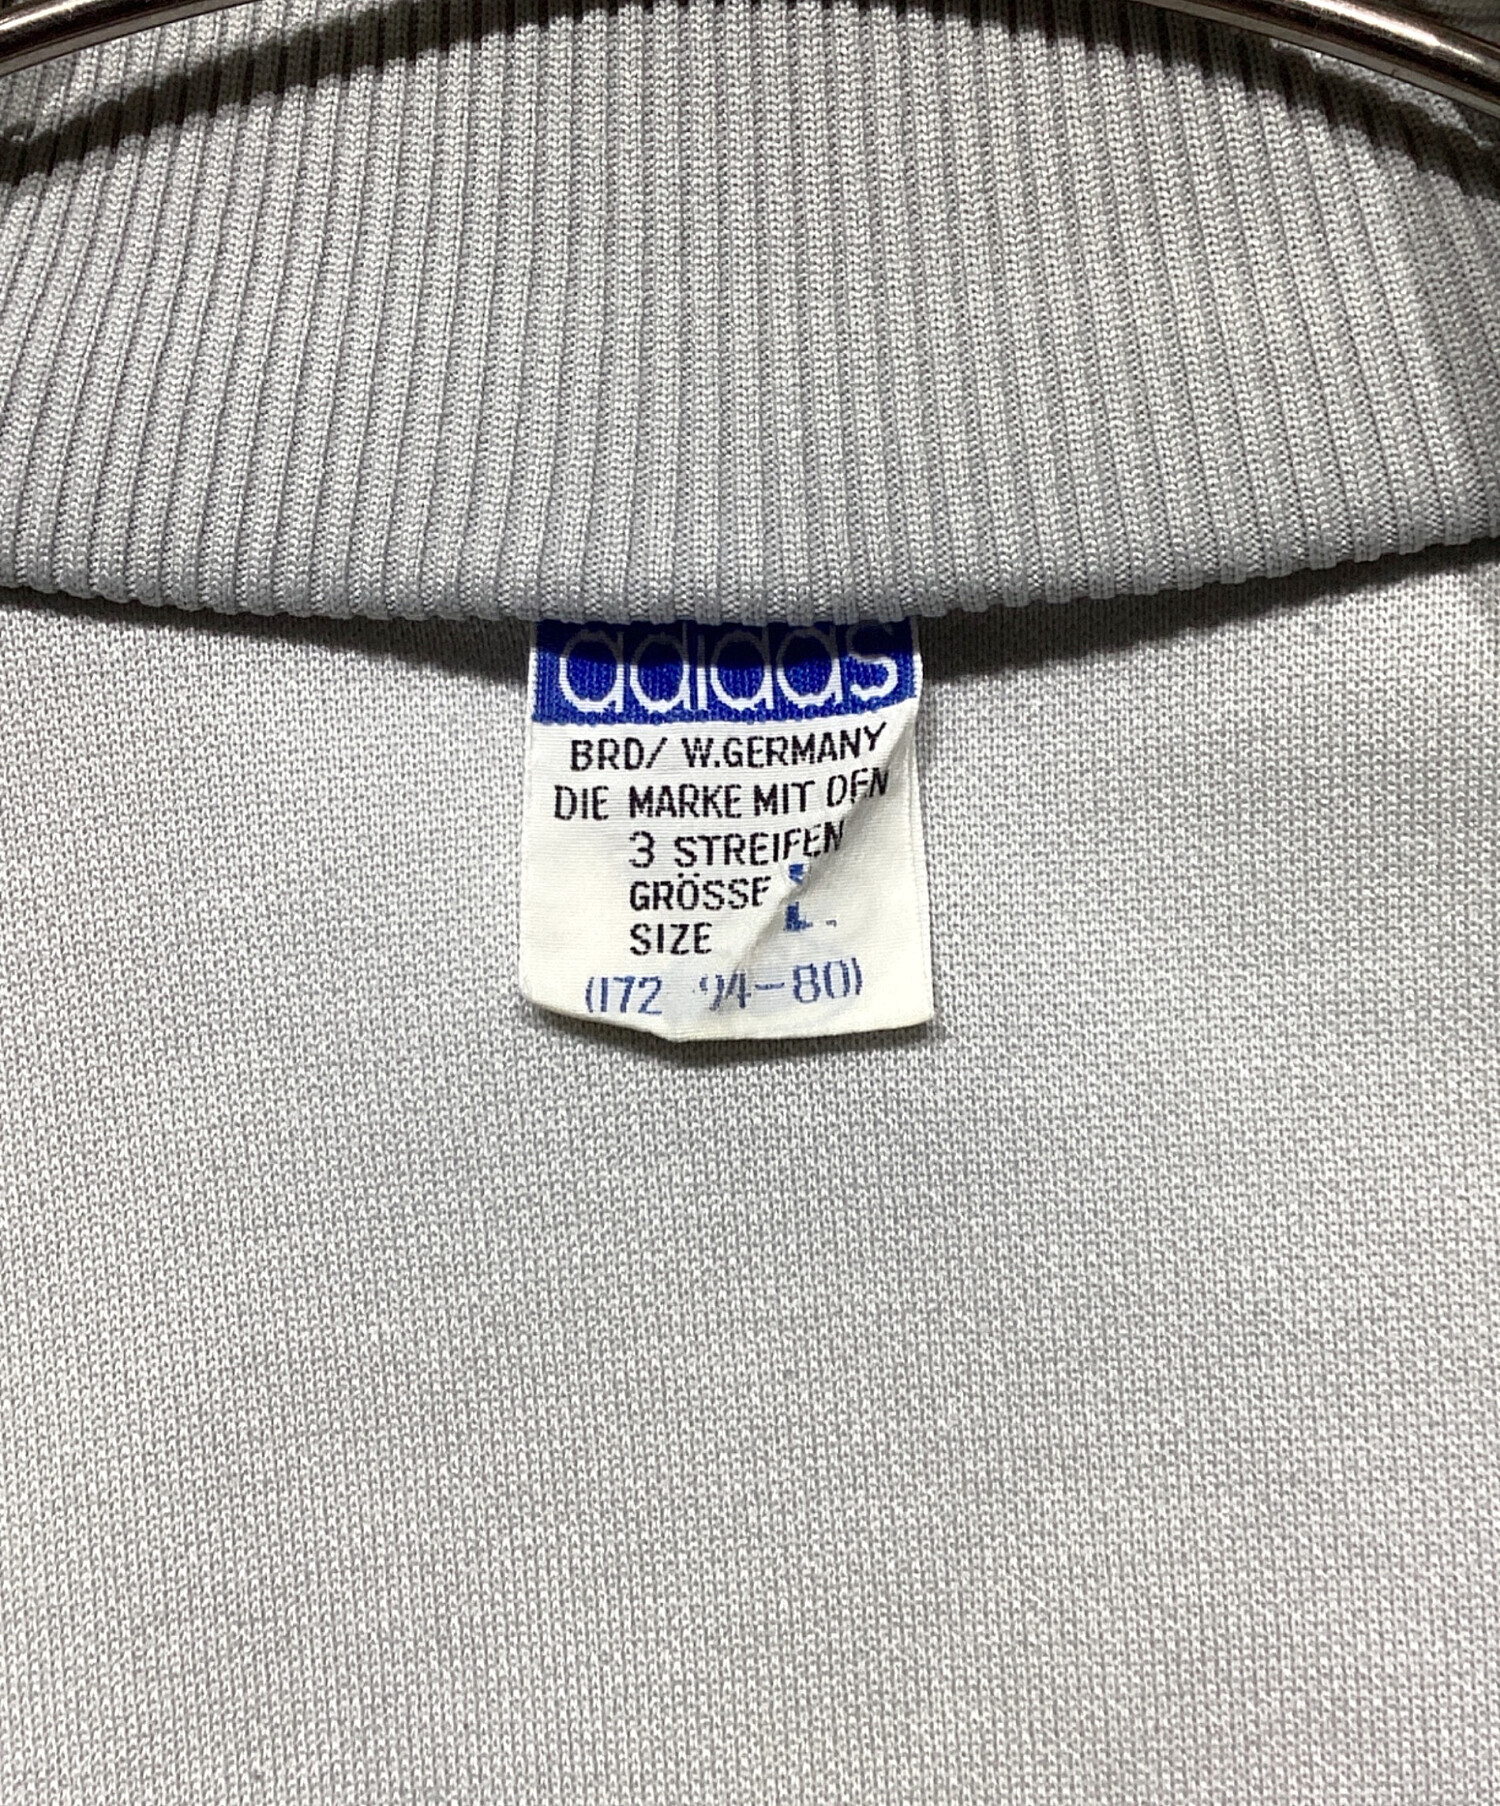 adidas
BRD/ W.GERMANY
DIE MARKE MIT DEN
3 STREIFEN
GRÖSSE
SIZE L
(172 94-80)